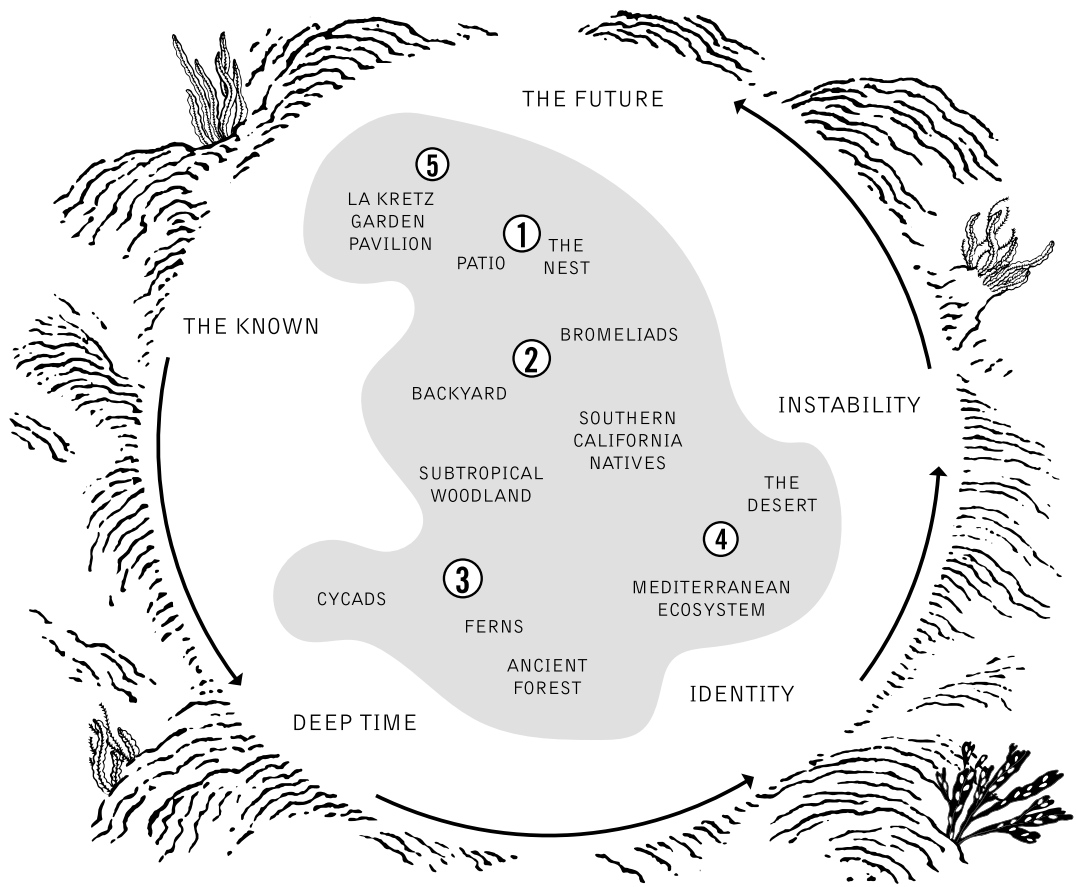 THE FUTURE
5
LA KRETZ
GARDEN
PAVILION
1
PATIO
THE
NEST
THE KNOWN
BROMELIADS
2
BACKYARD
INSTABILITY
SOUTHERN
CALIFORNIA
NATIVES
SUBTROPICAL
WOODLAND
THE
DESERT
4
3
MEDITERRANEAN
ECOSYSTEM
CYCADS
FERNS
ANCIENT
FOREST
IDENTITY
DEEP TIME